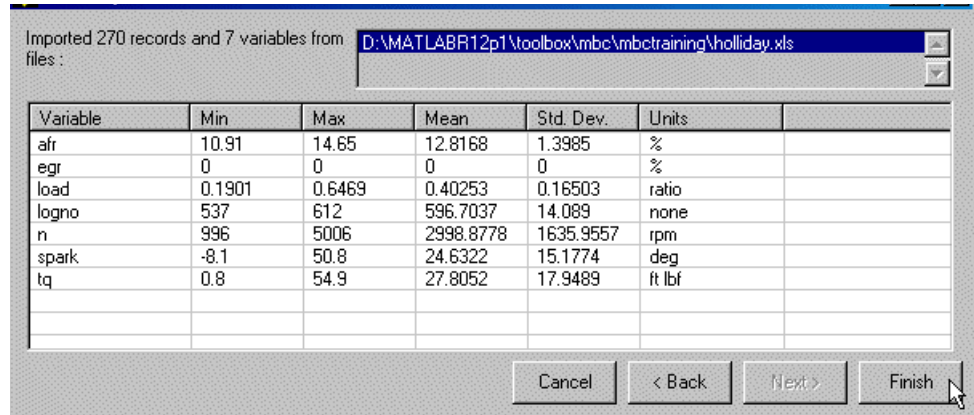 Imported 270 records and 7 variables from files :
D:\MATLABR12p1\toolbox\mbc\mbctraining\holliday.xls
Variable Min Max Mean Std. Dev. Units
afr 10.91 14.65 12.8168 1.3985 %
egr 0 0 0 0 %
load 0.1901 0.6469 0.40253 0.16503 ratio
logno 537 612 596.7037 14.089 none
n 996 5006 2998.8778 1635.9557 rpm
spark -8.1 50.8 24.6322 15.1774 deg
tq 0.8 54.9 27.8052 17.9489 ft lbf
Cancel < Back Next > Finish